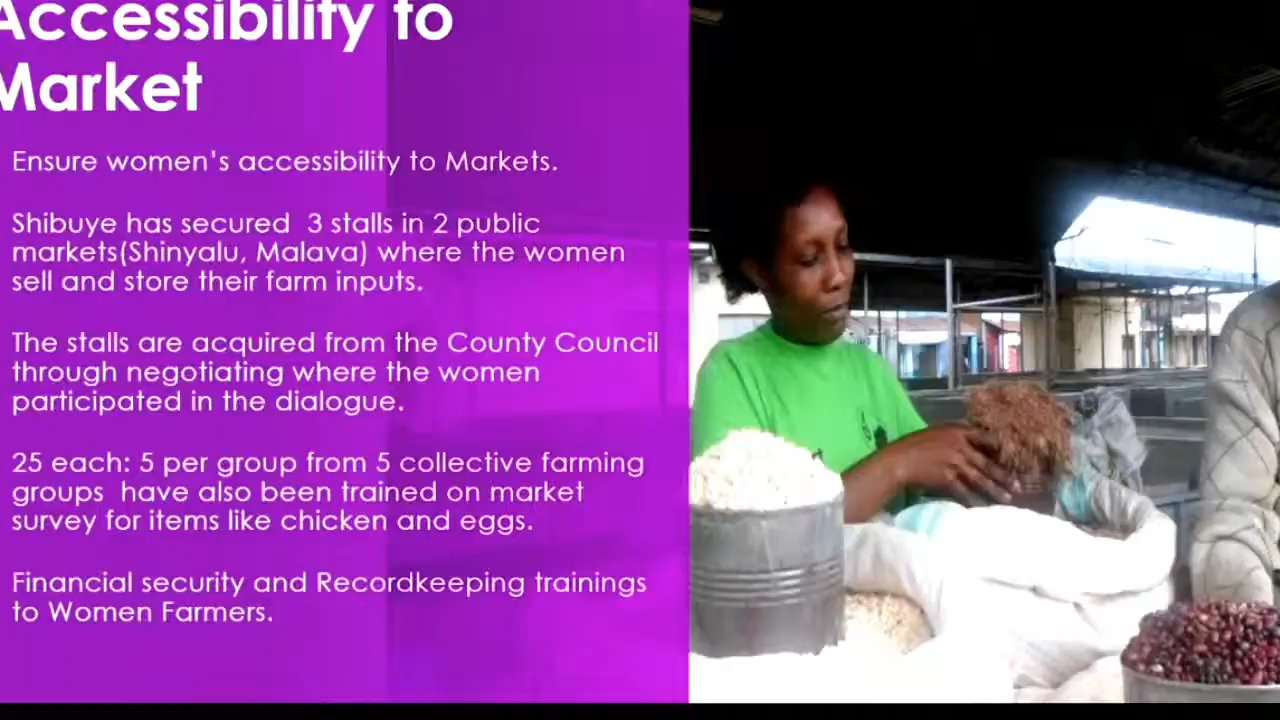 Accessibility to
Market
Ensure women's accessibility to Markets.
Shibuye has secured 3 stalls in 2 public
markets(Shinyalu, Malava) where the women
sell and store their farm inputs.
The stalls are acquired from the County Council
through negotiating where the women
participated in the dialogue.
25 each: 5 per group from 5 collective farming
groups have also been trained on market
survey for items like chicken and eggs.
Financial security and Recordkeeping trainings
to Women Farmers.